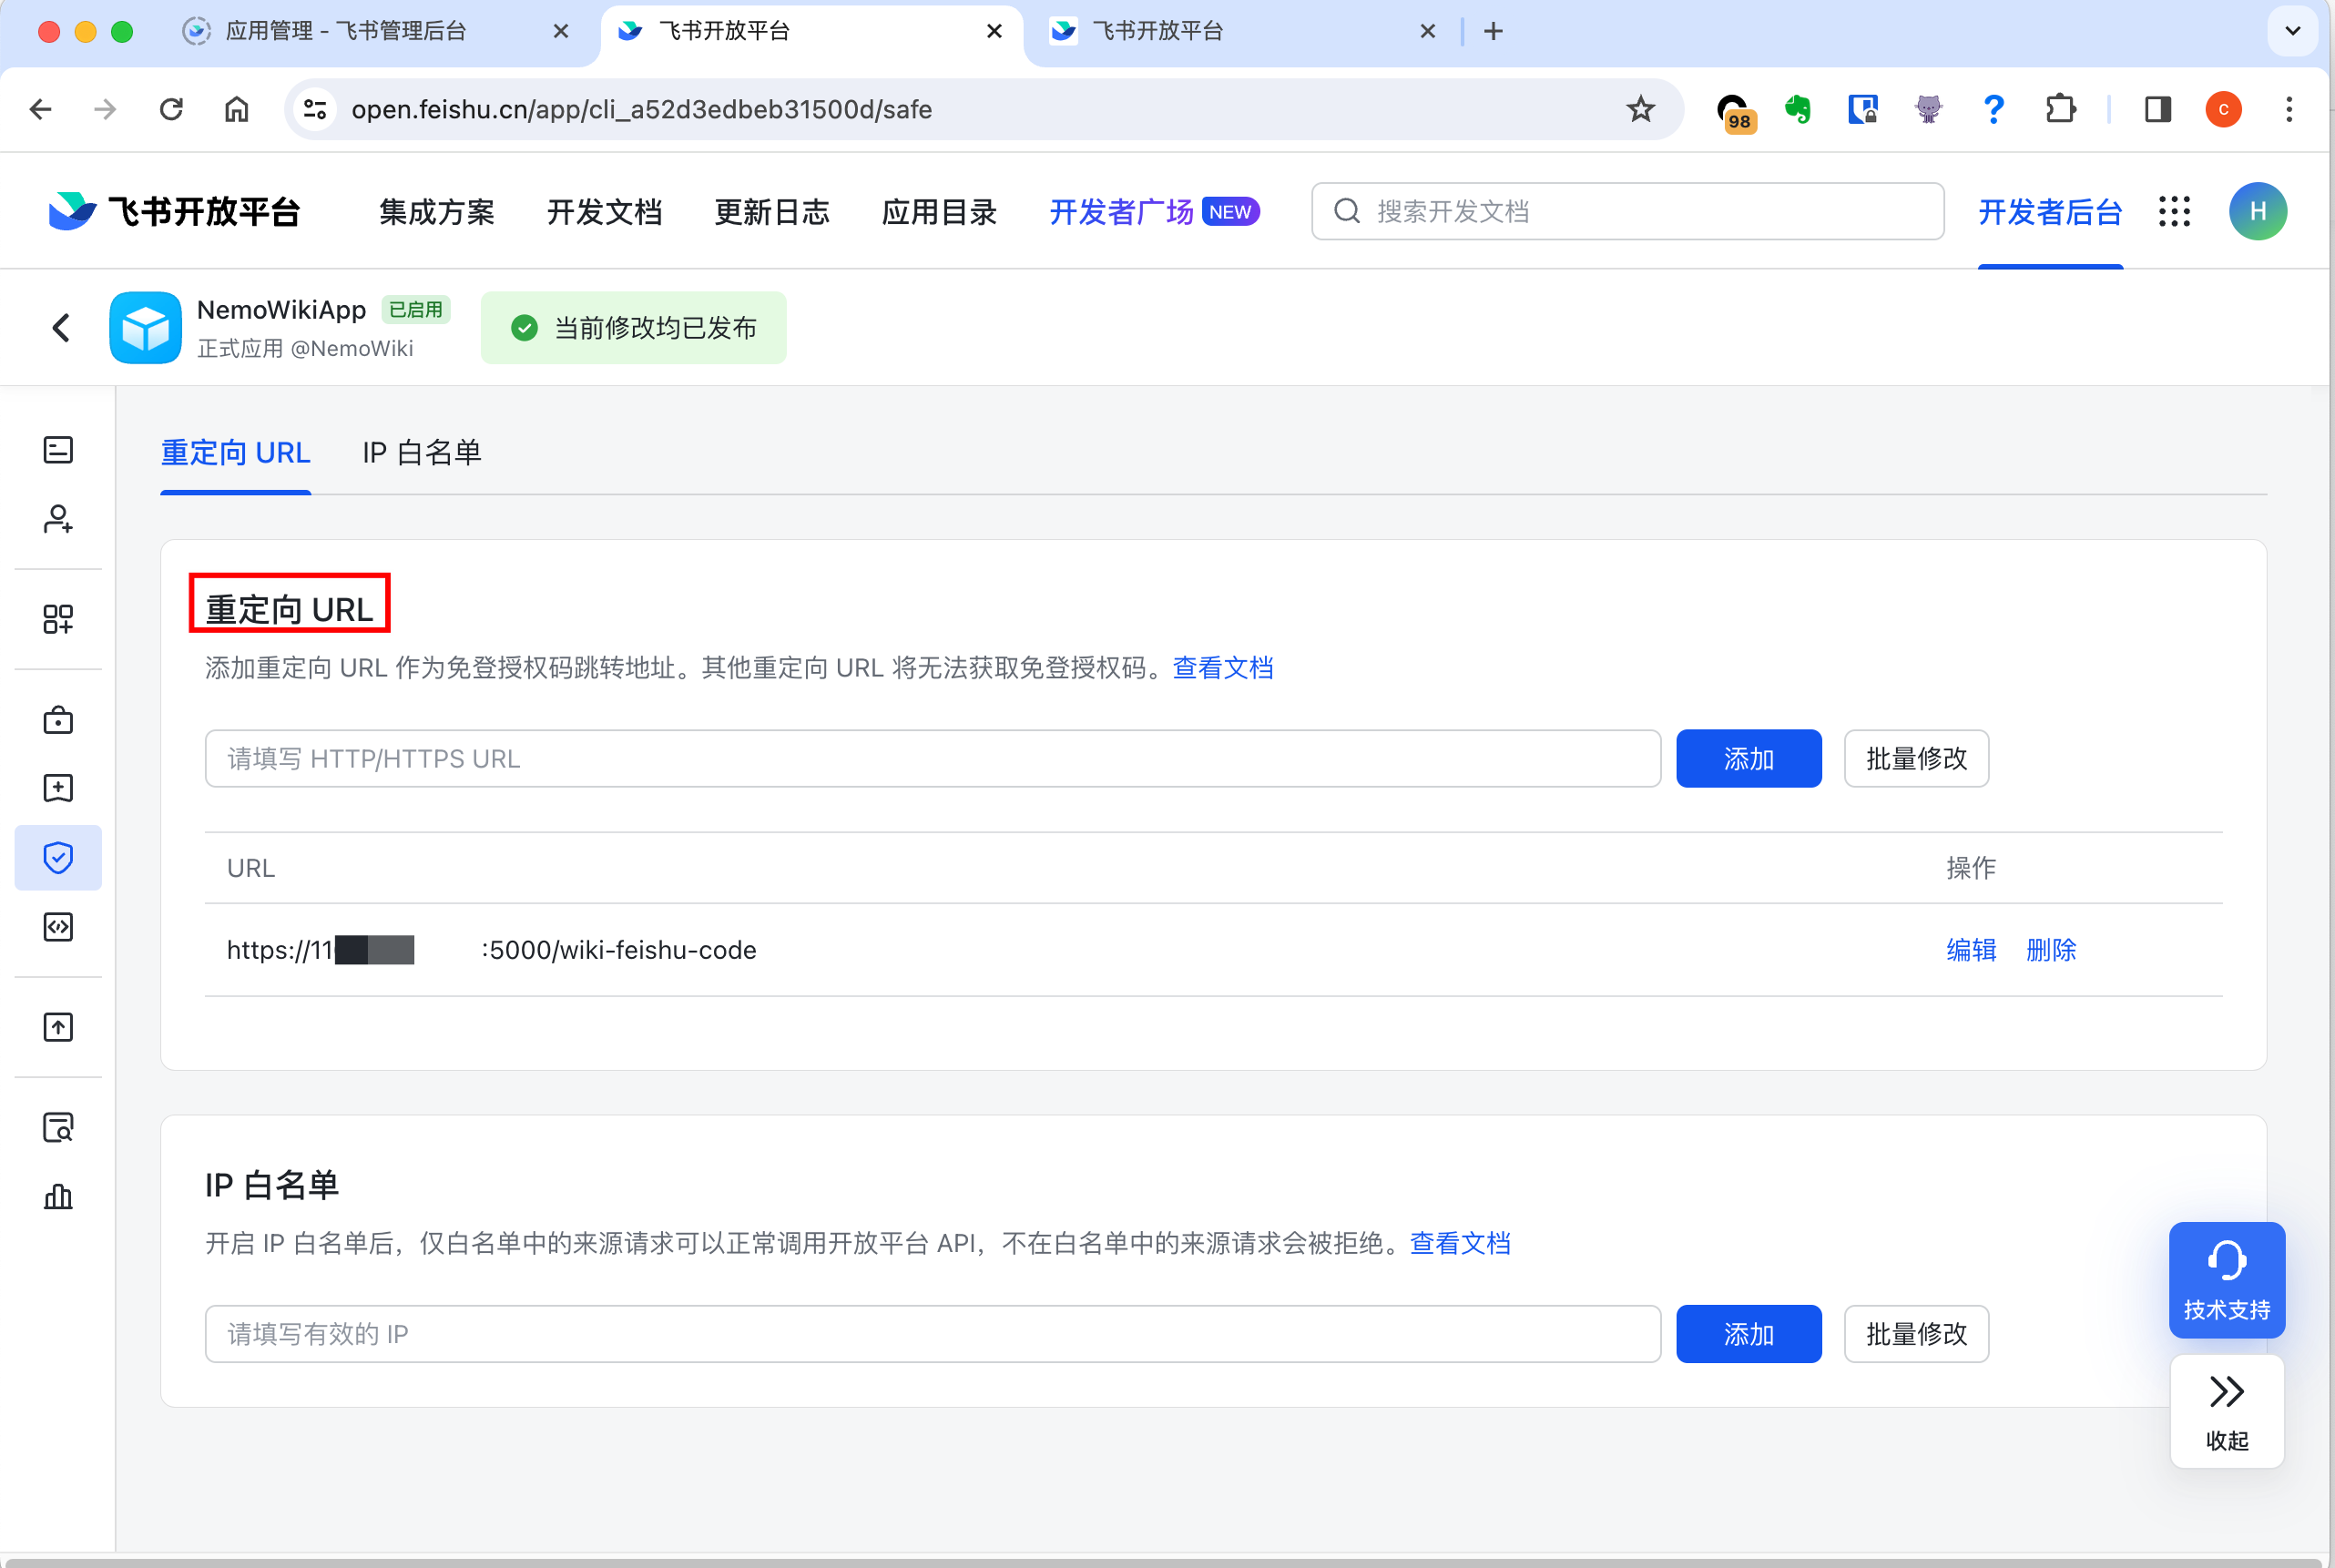 应用管理 - 飞书管理后台
飞书开放平台
飞书开放平台
open.feishu.cn/app/cli_a52d3edbeb31500d/safe
98
C
飞书开放平台
集成方案
开发文档
更新日志
应用目录
开发者广场 NEW
搜索开发文档
开发者后台
H
NemoWikiApp 已启用
正式应用 @NemoWiki
当前修改均已发布
重定向 URL
IP 白名单
重定向 URL
添加重定向 URL 作为免登授权码跳转地址。其他重定向 URL 将无法获取免登授权码。查看文档
请填写 HTTP/HTTPS URL
添加
批量修改
URL
操作
https://11 :5000/wiki-feishu-code
编辑
删除
IP 白名单
开启 IP 白名单后，仅白名单中的来源请求可以正常调用开放平台 API，不在白名单中的来源请求会被拒绝。查看文档
请填写有效的 IP
添加
批量修改
技术支持
收起